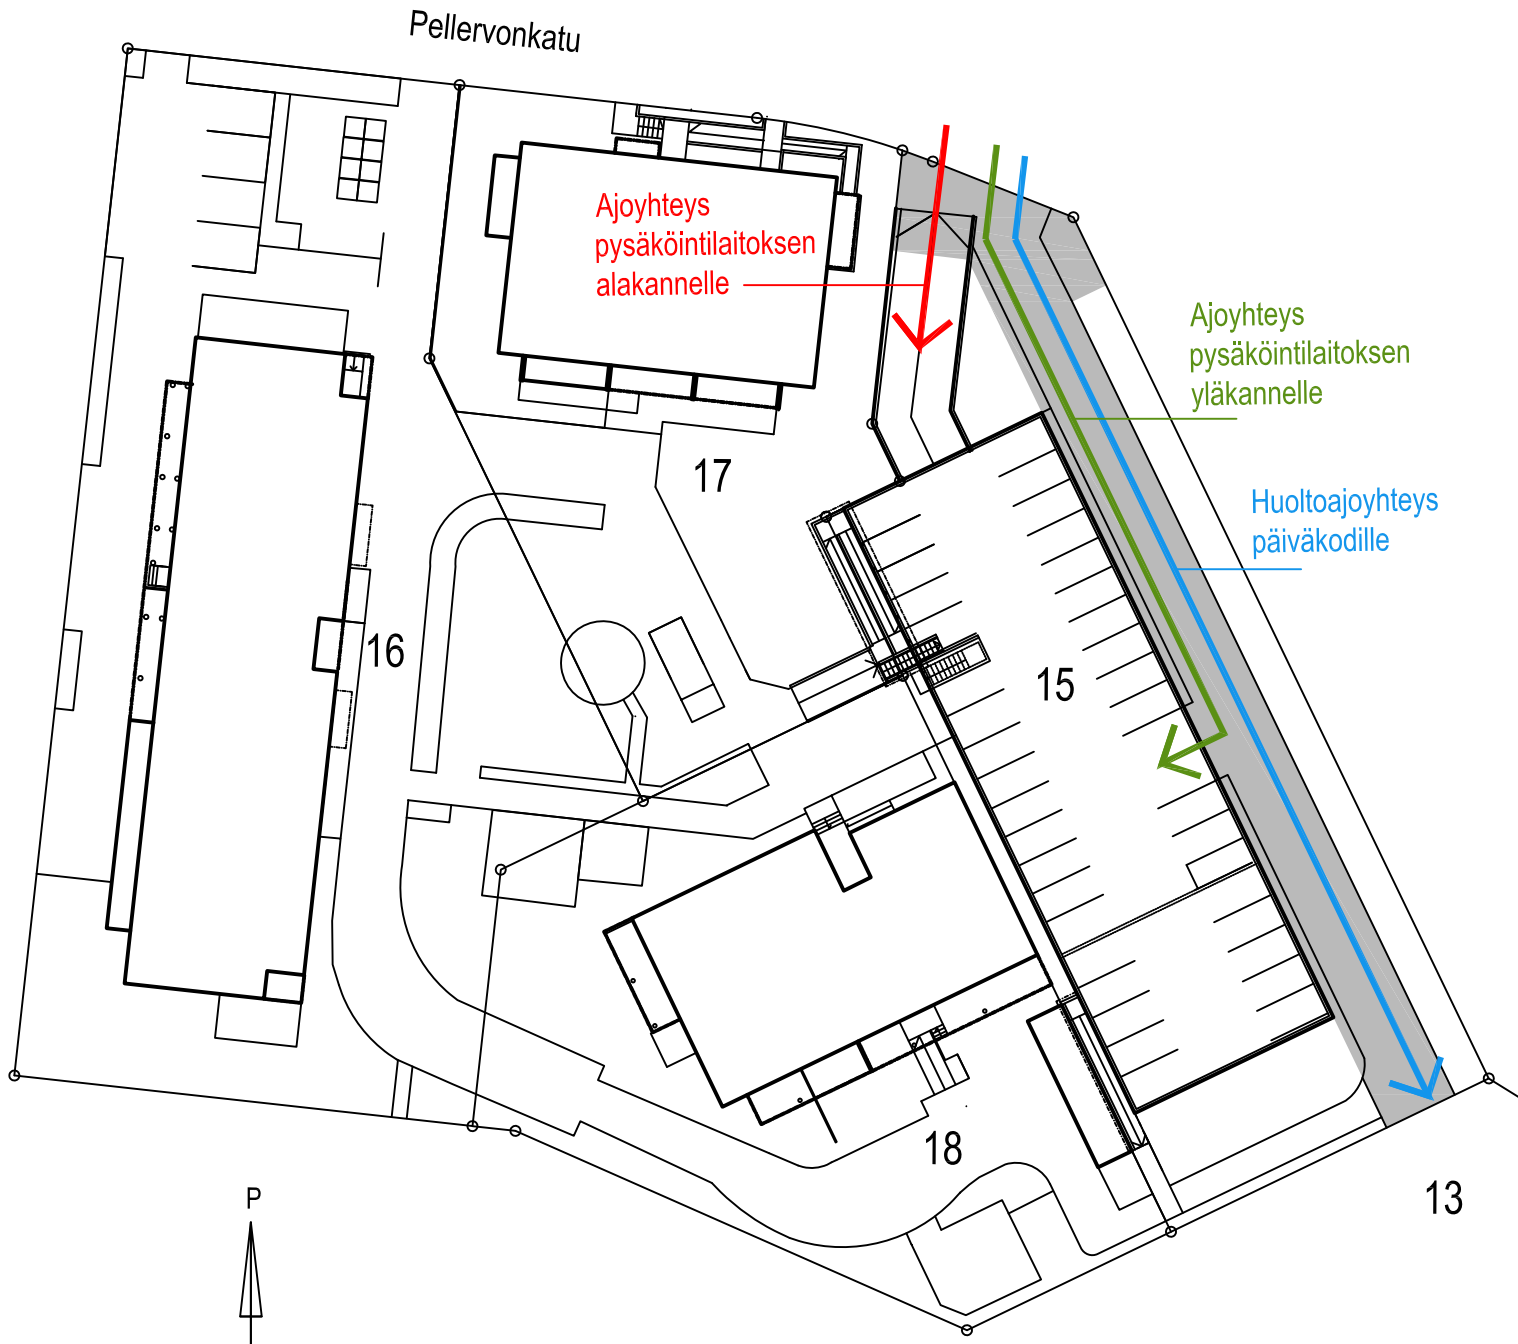 Pellervonkatu
Ajoyhteys
pysäköintilaitoksen
alakannelle
Ajoyhteys
pysäköintilaitoksen
yläkannelle
17
Huoltoajoyhteys
päiväkodille
16
15
18
13
P